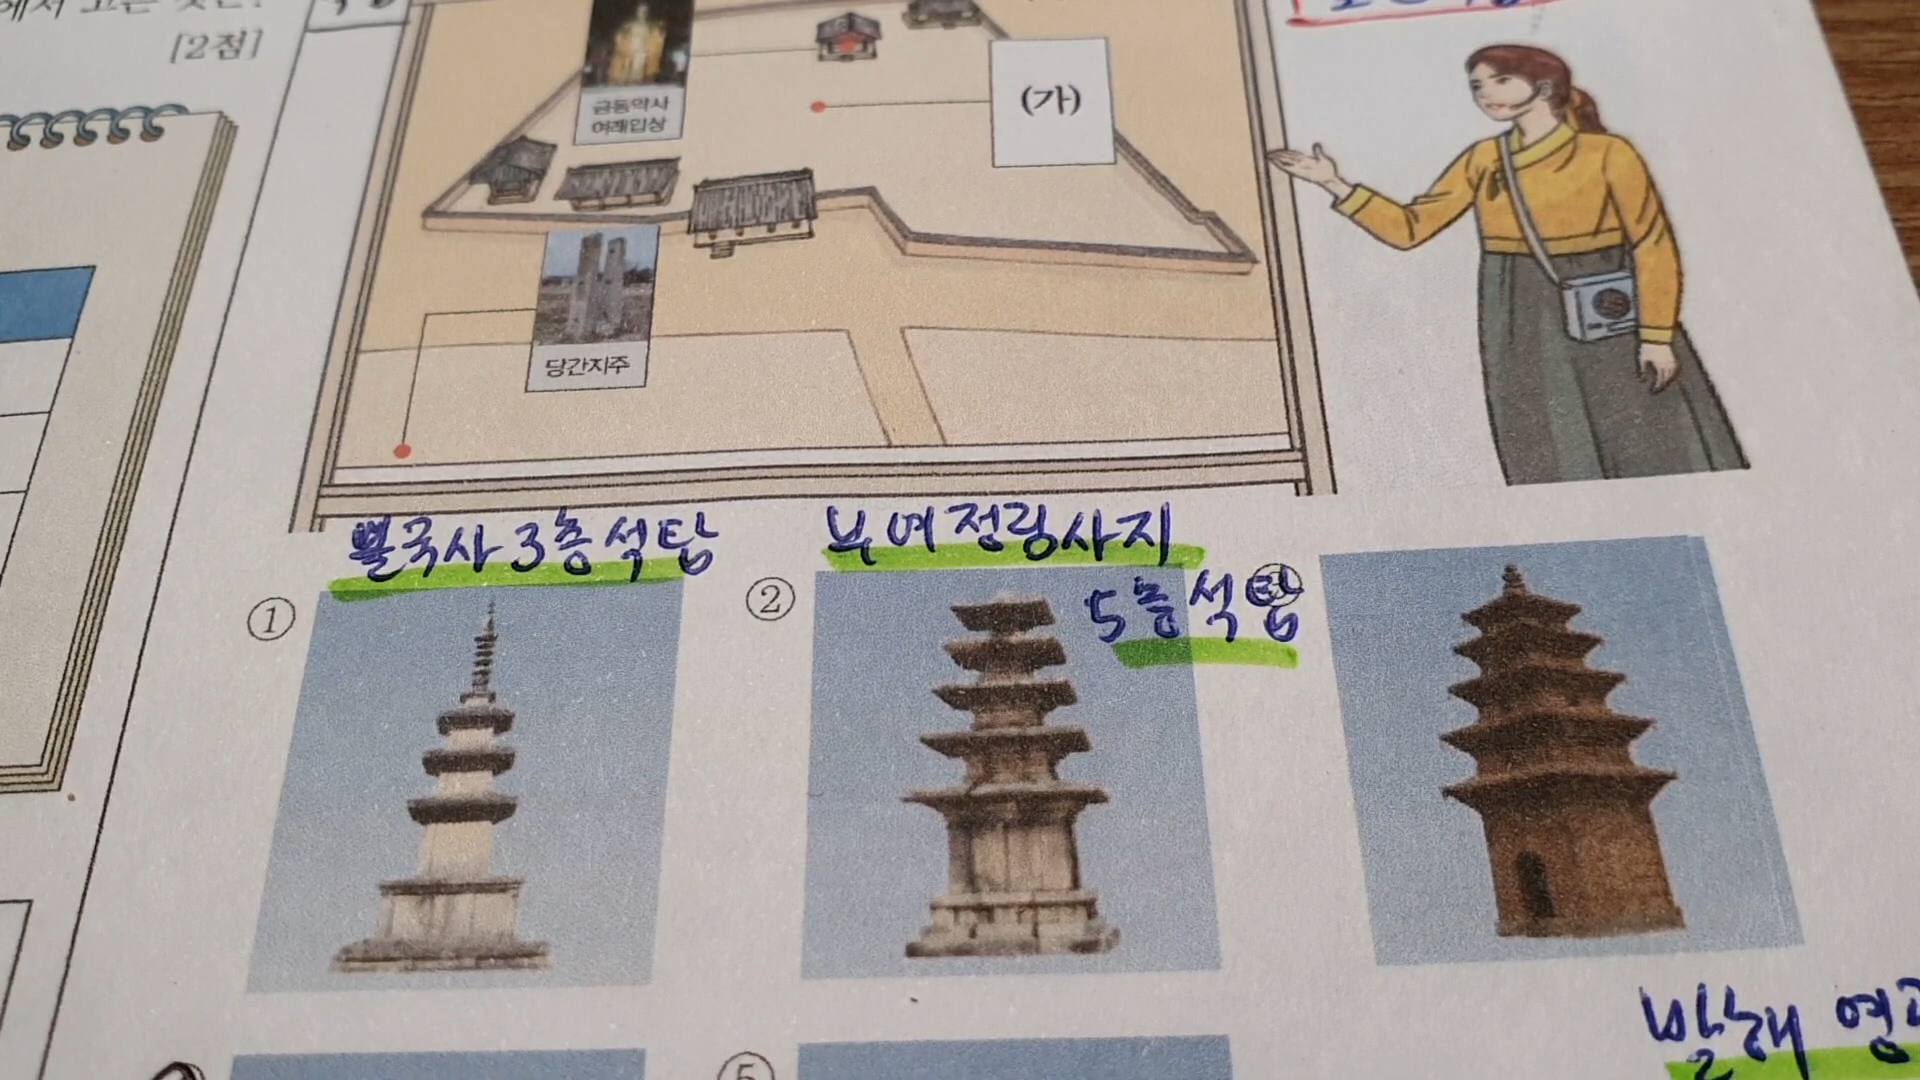 [2점]
금동약사
여래입상
(가)
당간지주
불국사 3층 석탑
부여 정림사지
5층 석탑
①
②
발해 영
⑤